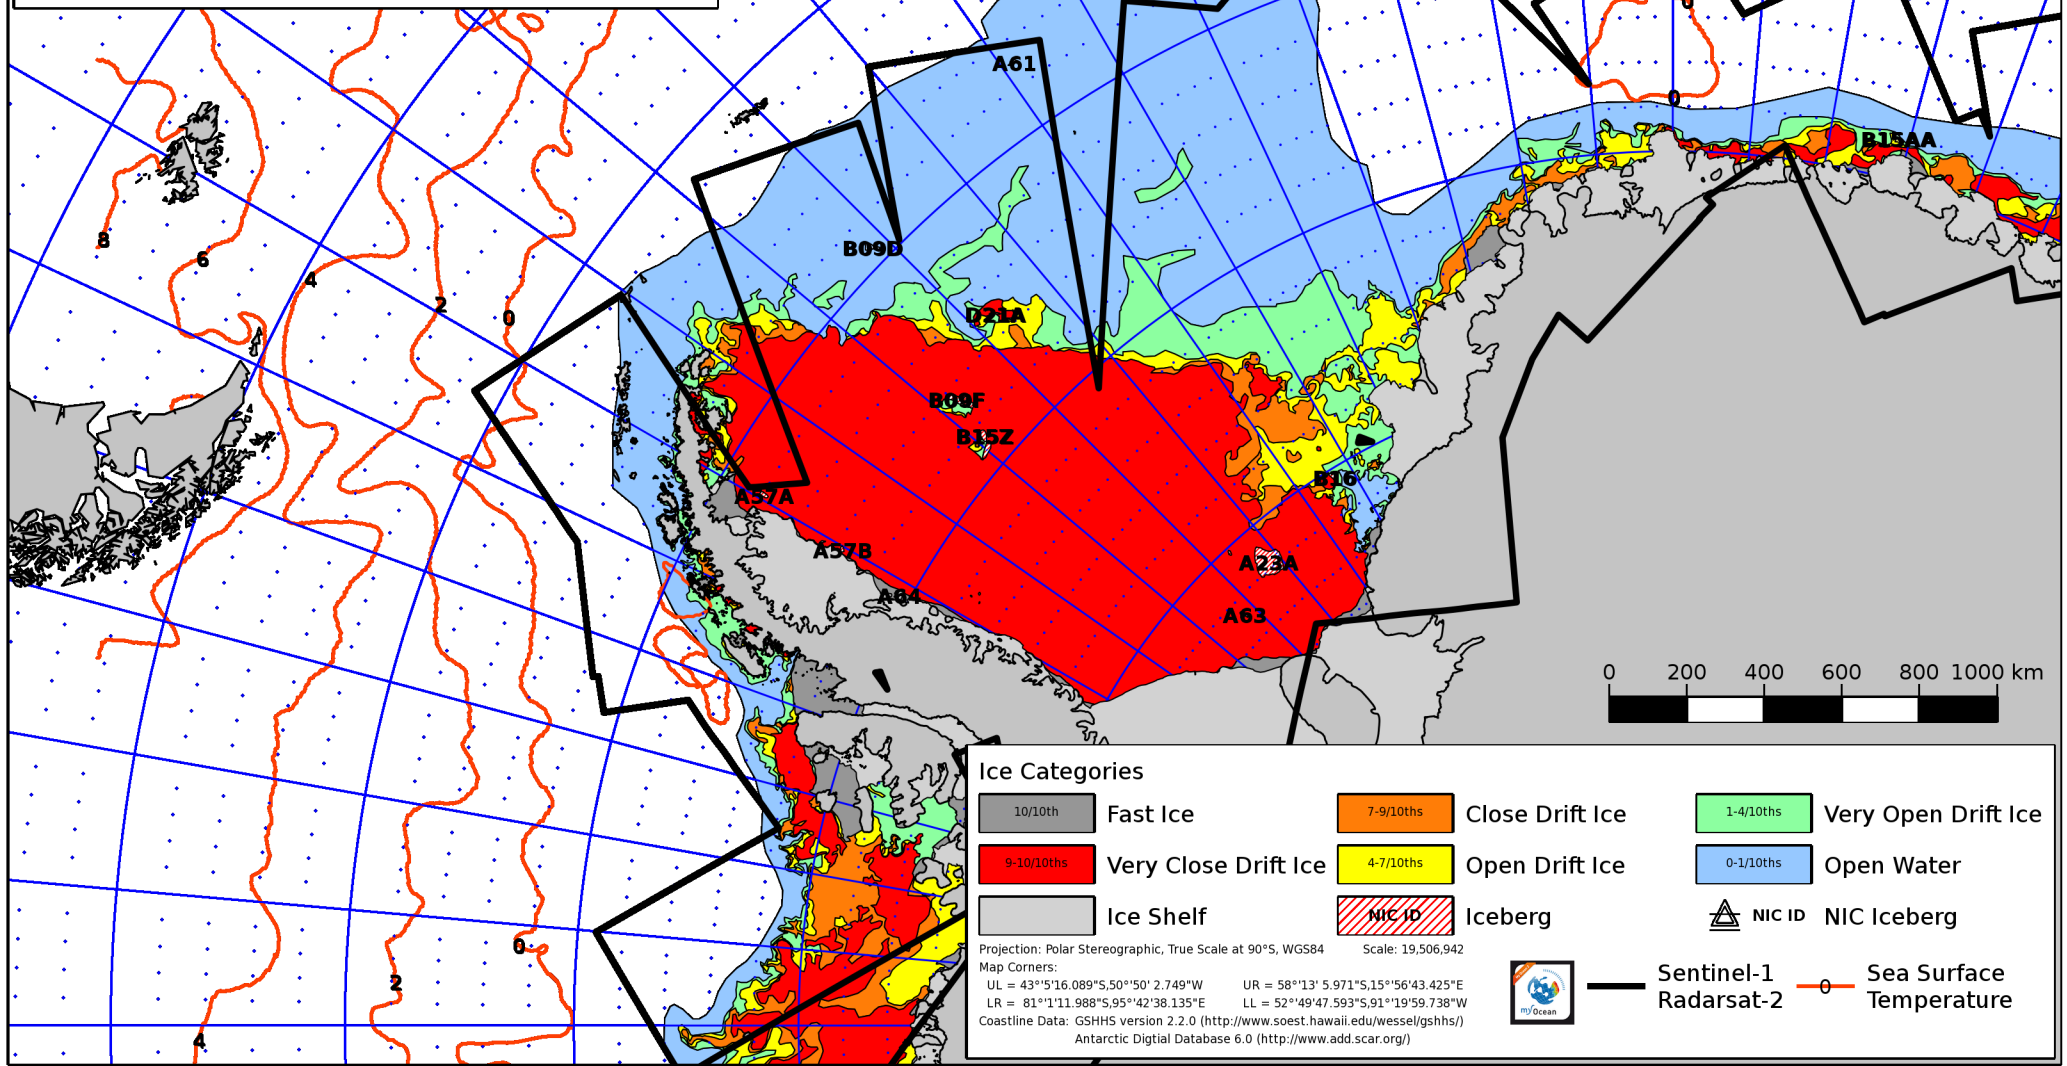 0
A61
0
B15AA
8
6
B09D
4
2
0
D21A
B09F
B15Z
B16
A57A
A57B
A23A
A64
A63
0 200 400 600 800 1000 km
Ice Categories
10/10th Fast Ice 7-9/10ths Close Drift Ice 1-4/10ths Very Open Drift Ice
9-10/10ths Very Close Drift Ice 4-7/10ths Open Drift Ice 0-1/10ths Open Water
Ice Shelf NIC ID Iceberg NIC ID NIC Iceberg
Projection: Polar Stereographic, True Scale at 90°S, WGS84 Scale: 19,506,942
Map Corners:
UL = 43°5'16.089"S,50°50' 2.749"W UR = 58°13' 5.971"S,15°56'43.425"E
LR = 81°1'11.988"S,95°42'38.135"E LL = 52°49'47.593"S,91°19'59.738"W
Coastline Data: GSHHS version 2.2.0 (http://www.soest.hawaii.edu/wessel/gshhs/)
Antarctic Digtial Database 6.0 (http://www.add.scar.org/)
my Ocean
Sentinel-1
Radarsat-2
0
Sea Surface
Temperature
0
2
4